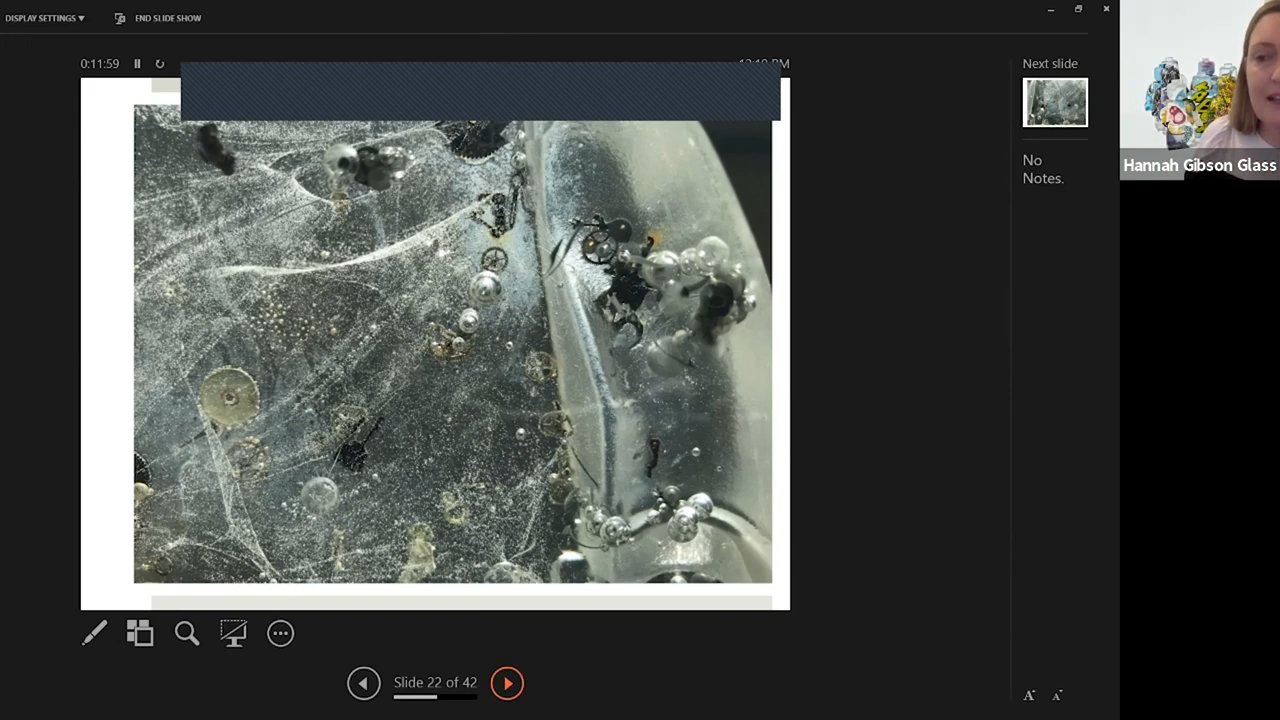 DISPLAY SETTINGS ▼
END SLIDE SHOW
0:11:59
Next slide
No
Notes.
Hannah Gibson Glass
Slide 22 of 42